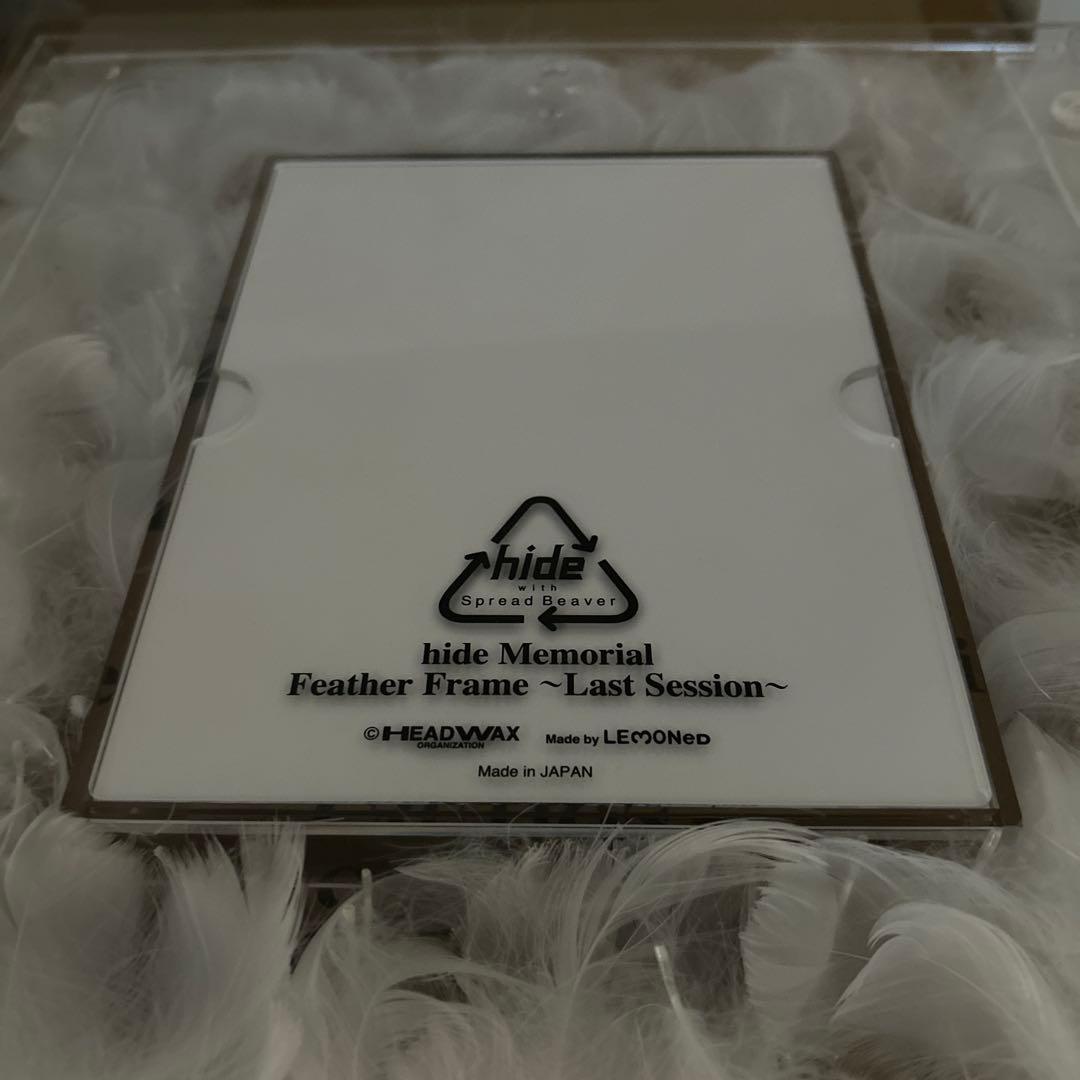 hide
with
Spread Beaver
hide Memorial
Feather Frame ~Last Session~
©HEADWAX Made by LEMONeD
ORGANIZATION
Made in JAPAN